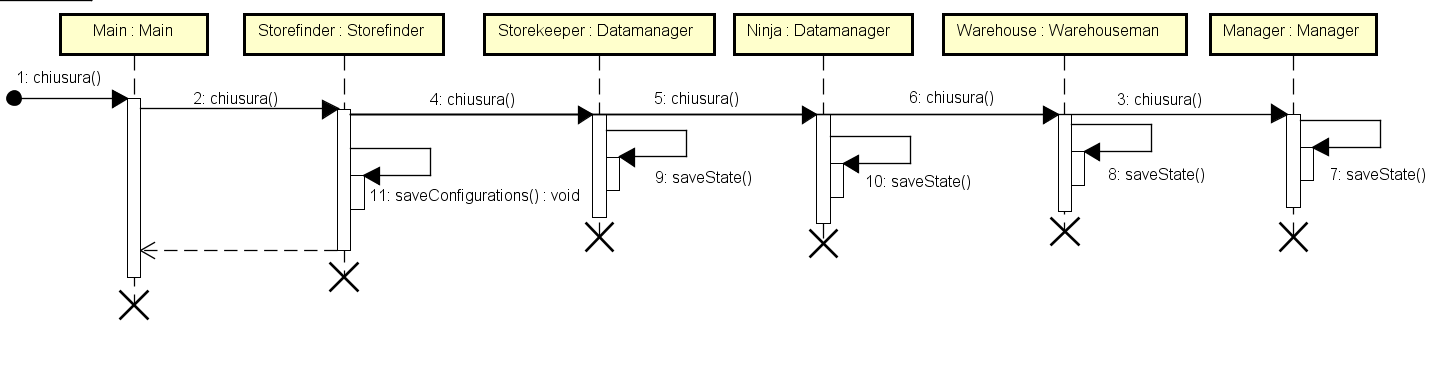 Main : Main
Storefinder : Storefinder
Storekeeper : Datamanager
Ninja : Datamanager
Warehouse : Warehouseman
Manager : Manager
1: chiusura()
2: chiusura()
4: chiusura()
5: chiusura()
6: chiusura()
3: chiusura()
11: saveConfigurations() : void
9: saveState()
10: saveState()
8: saveState()
7: saveState()